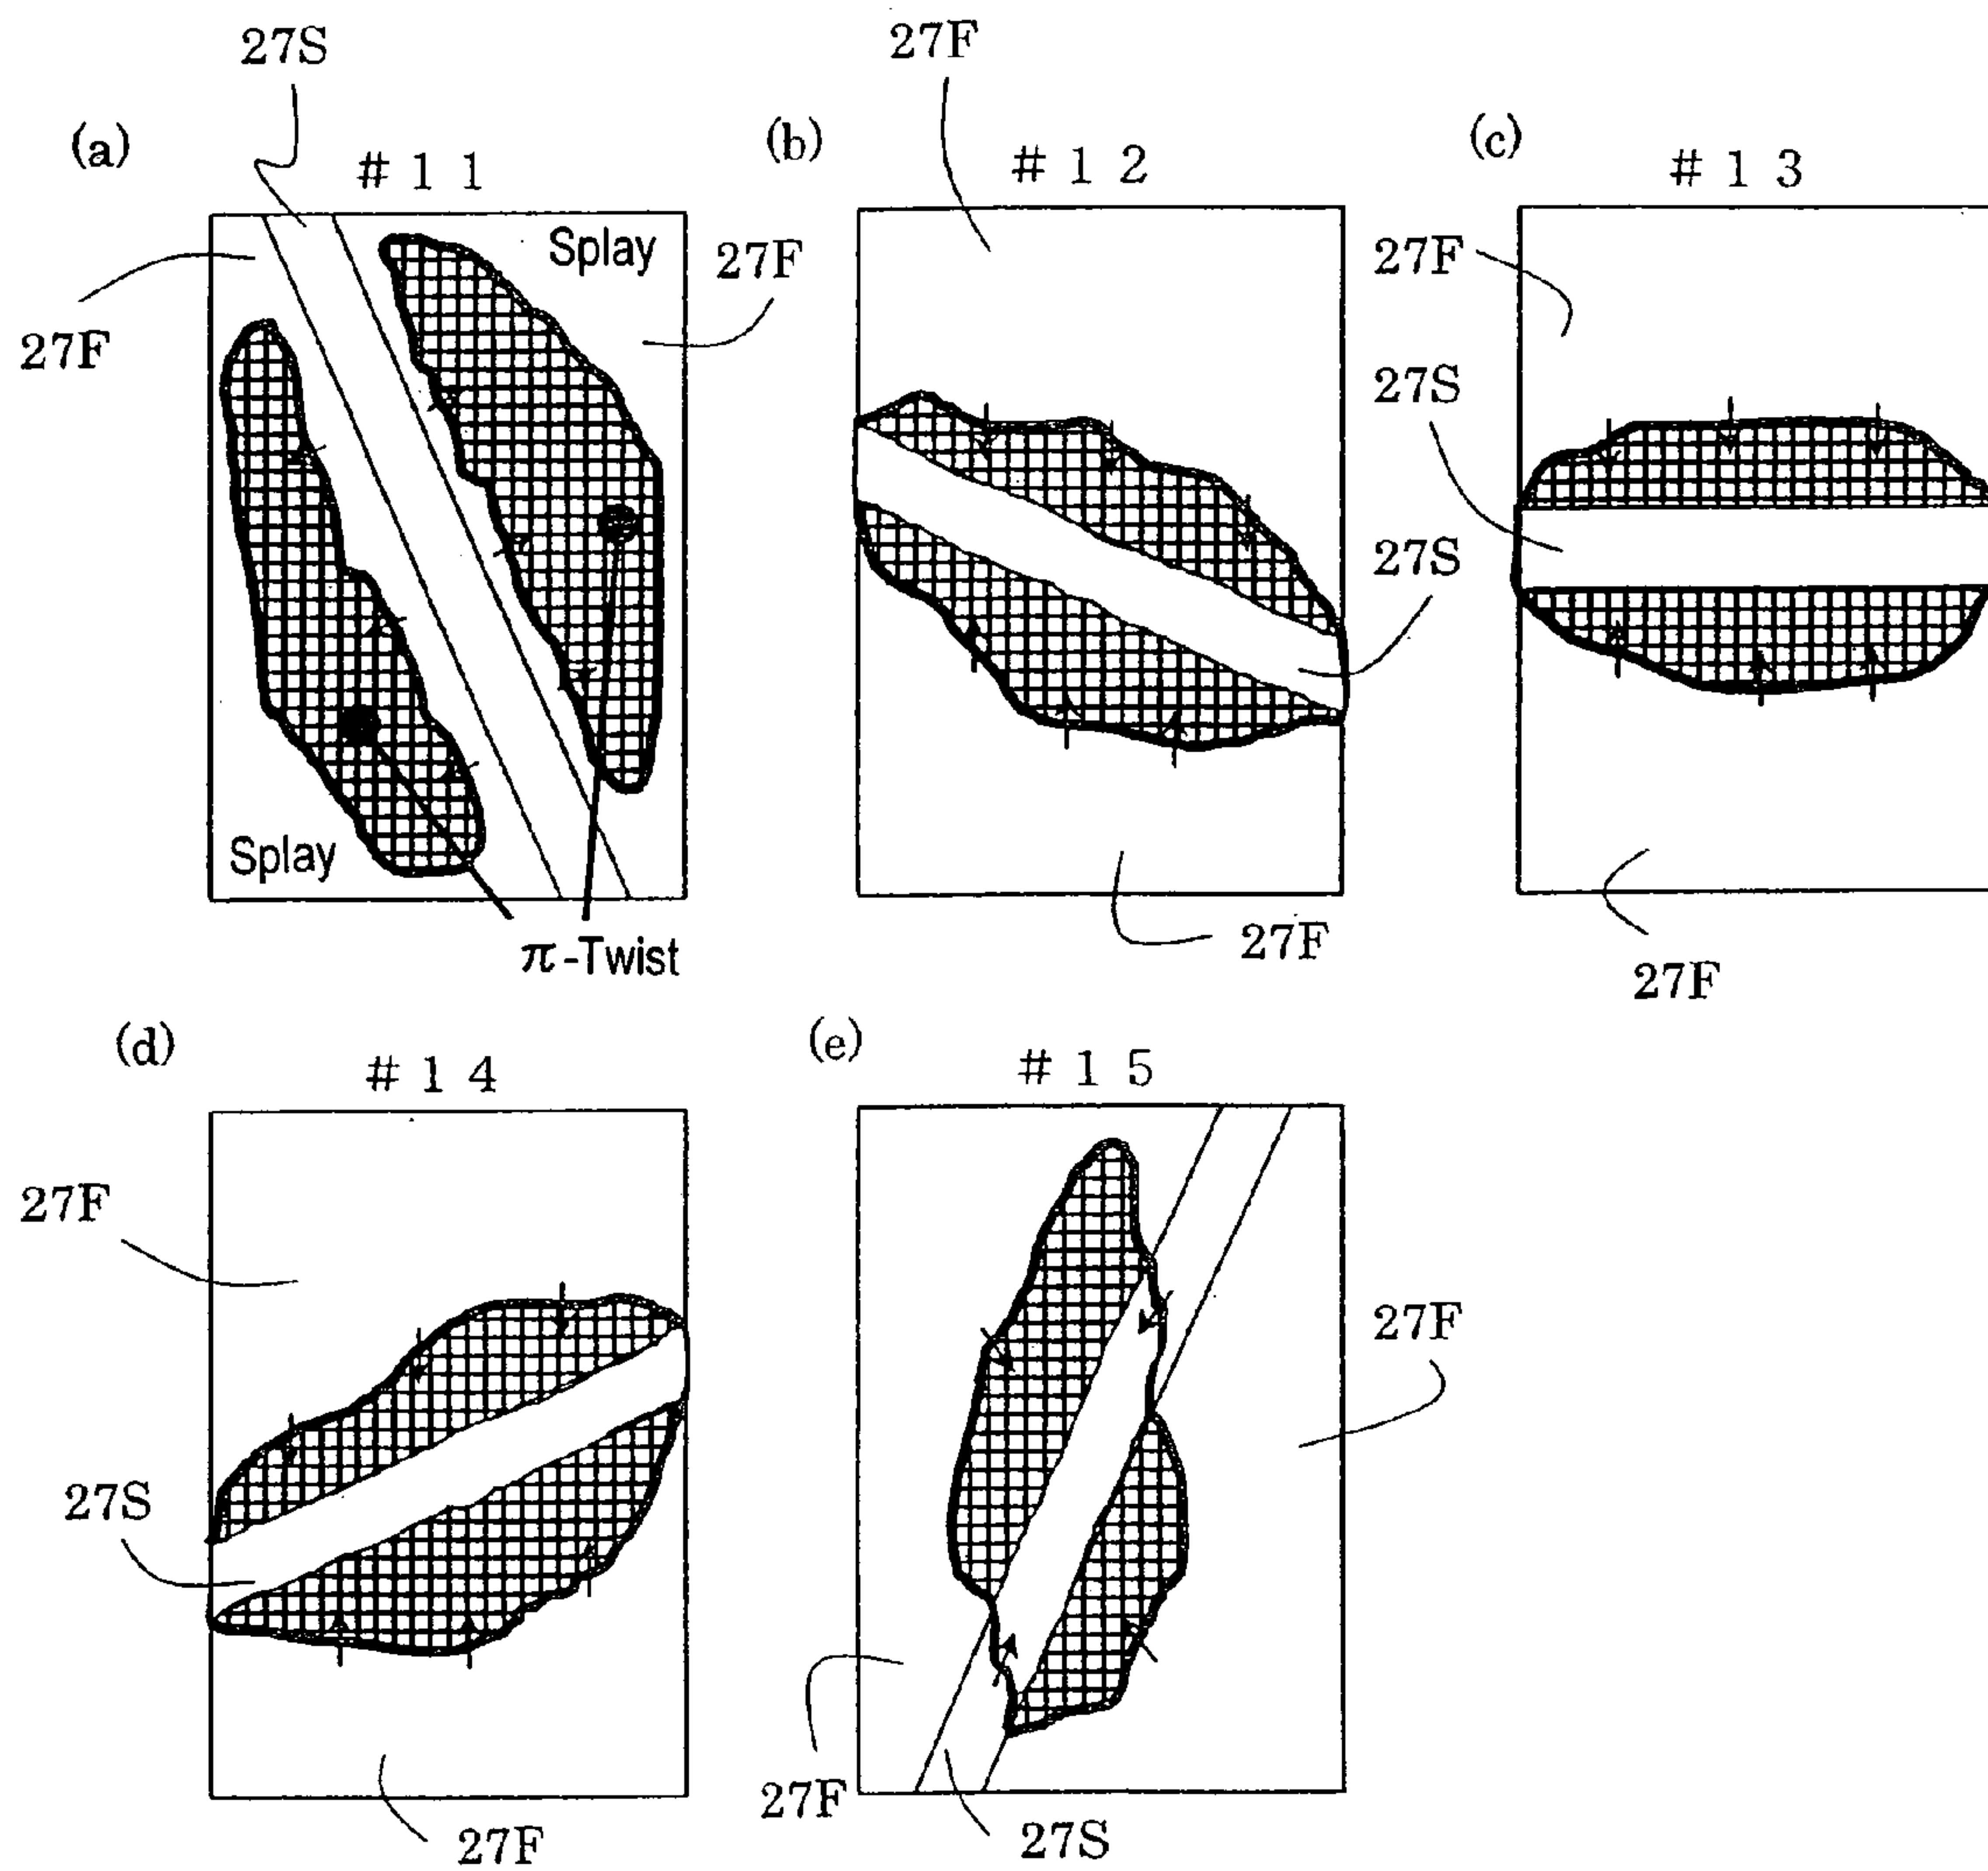 27S
27F
(a)
(b)
(c)
＃１１
＃１２
＃１３
Splay
27F
27F
27F
27S
27S
Splay
π-Twist
27F
27F
(d)
(e)
＃１４
＃１５
27F
27F
27S
27F
27F
27S